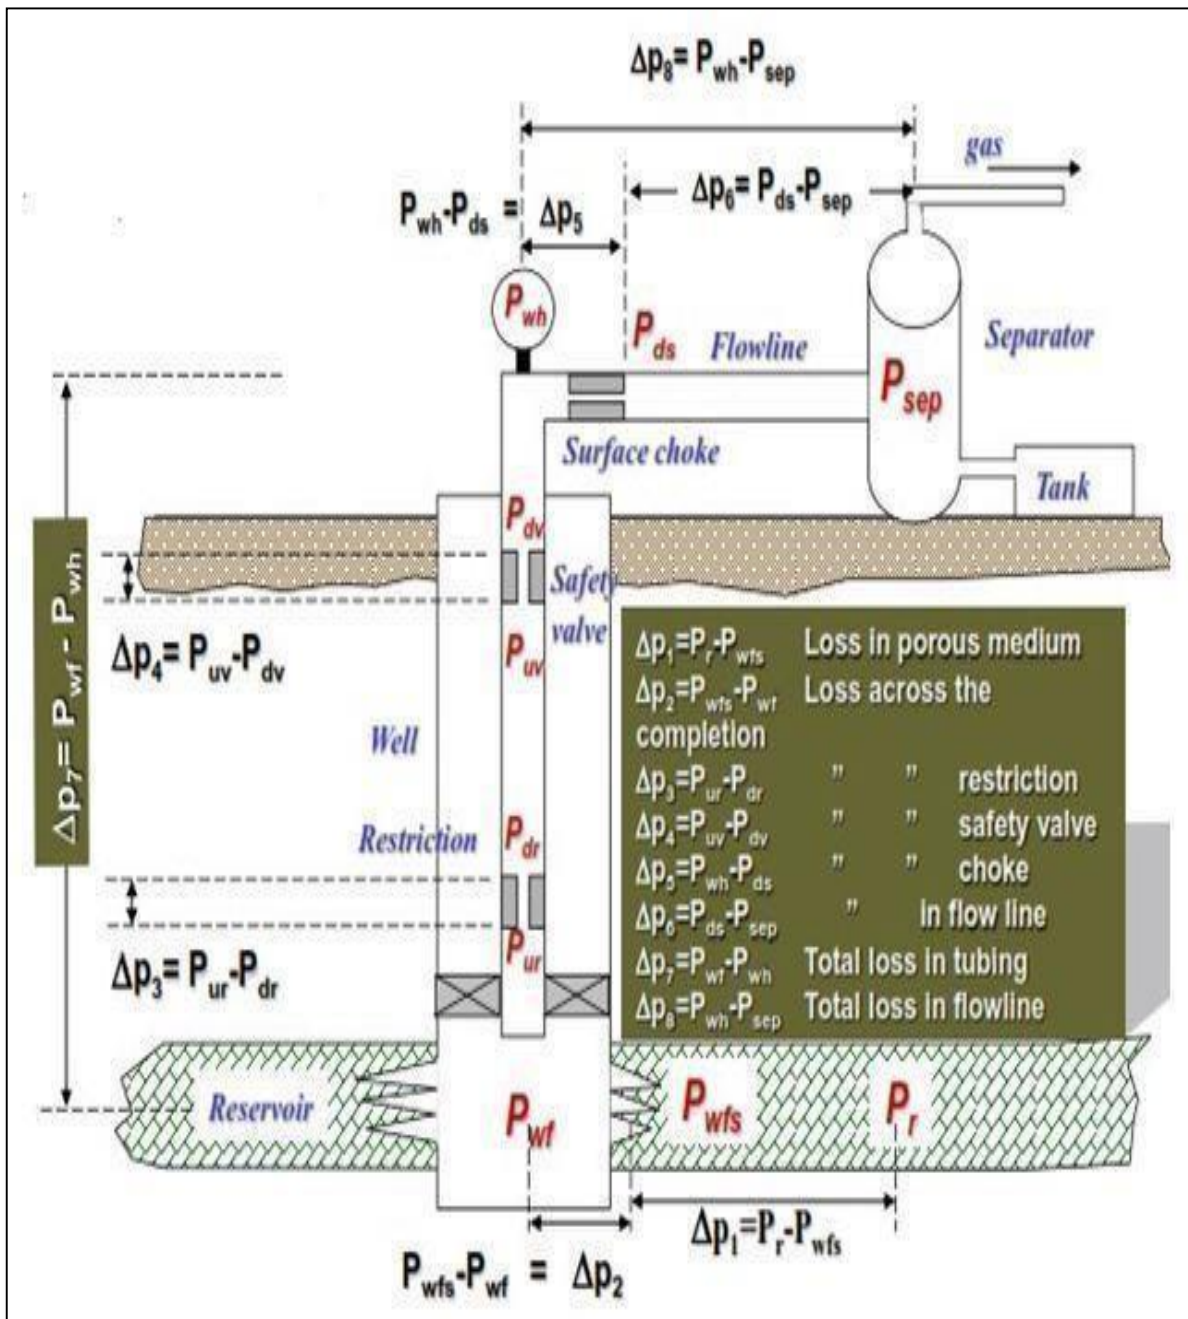 Δp8= Pwh-Psep
gas
Δp6= Pds-Psep
Pwh-Pds = Δp5
Pwh
Pds
Flowline
Separator
Psep
Surface choke
Tank
Pdv
Safety
valve
Δp4= Puv-Pdv
Puv
Δp7= Pwf - Pwh
Well
Restriction
Pdr
Δp3= Pur-Pdr
Pur
Δp1=Pr-Pwfs Loss in porous medium
Δp2=Pwfs-Pwf Loss across the
completion
Δp3=Pur-Pdr " " restriction
Δp4=Puv-Pdv " " safety valve
Δp5=Pwh-Pds " " choke
Δp6=Pds-Psep " in flow line
Δp7=Pwf-Pwh Total loss in tubing
Δp8=Pwh-Psep Total loss in flowline
Reservoir
Pwf
Pwfs
Pr
Δp1=Pr-Pwfs
Pwfs-Pwf = Δp2